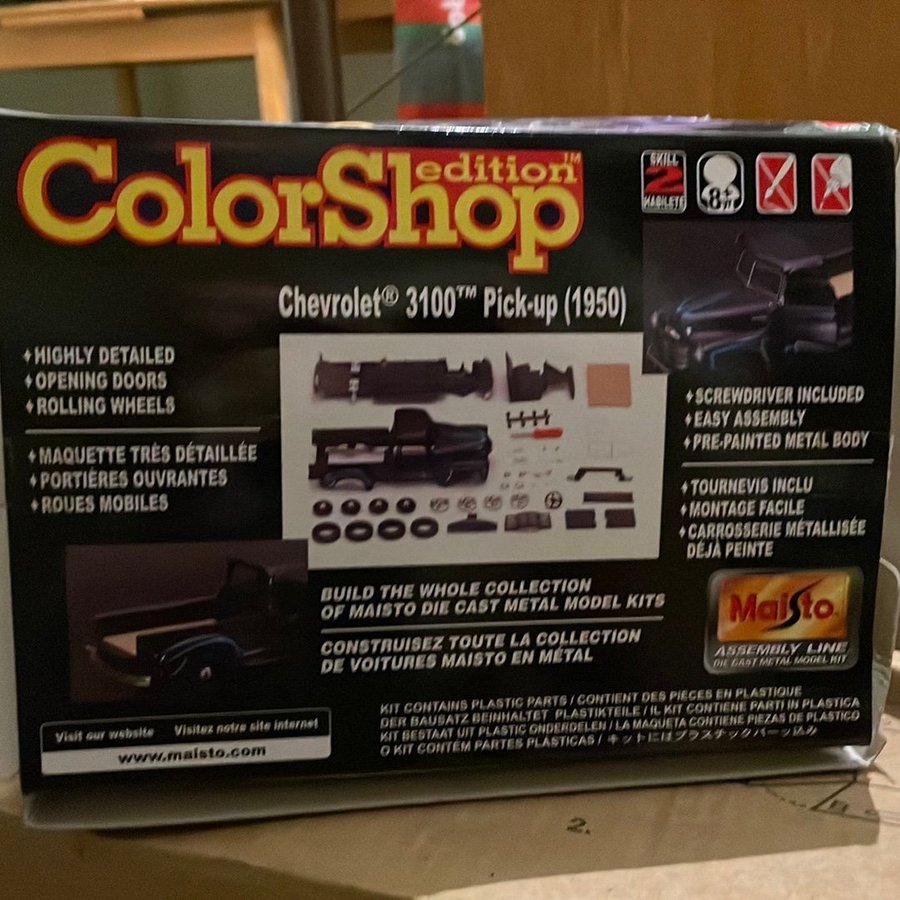 ColorShop edition™
SKILL
2
HABILETÉ
8+
Chevrolet® 3100™ Pick-up (1950)
HIGHLY DETAILED
OPENING DOORS
ROLLING WHEELS
MAQUETTE TRÈS DÉTAILLÉE
PORTIÈRES OUVRANTES
ROUES MOBILES
SCREWDRIVER INCLUDED
EASY ASSEMBLY
PRE-PAINTED METAL BODY
TOURNEVIS INCLU
MONTAGE FACILE
CARROSSERIE MÉTALLISÉE
DÉJÀ PEINTE
BUILD THE WHOLE COLLECTION
OF MAISTO DIE CAST METAL MODEL KITS
CONSTRUISEZ TOUTE LA COLLECTION
DE VOITURES MAISTO EN MÉTAL
Maisto
ASSEMBLY LINE
DIE CAST METAL MODEL KIT
KIT CONTAINS PLASTIC PARTS / CONTIENT DES PIÈCES EN PLASTIQUE
DER BAUSATZ BEINHALTET PLASTIKTEILE / IL KIT CONTIENE PARTI IN PLASTICA
KIT BESTAAT UIT PLASTIC ONDERDELEN / LA MAQUETA CONTIENE PIEZAS DE PLASTICO
O KIT CONTÉM PARTES PLASTICAS / キットにはプラスチックパーツ込み
Visit our website Visitez notre site internet
www.maisto.com
2.